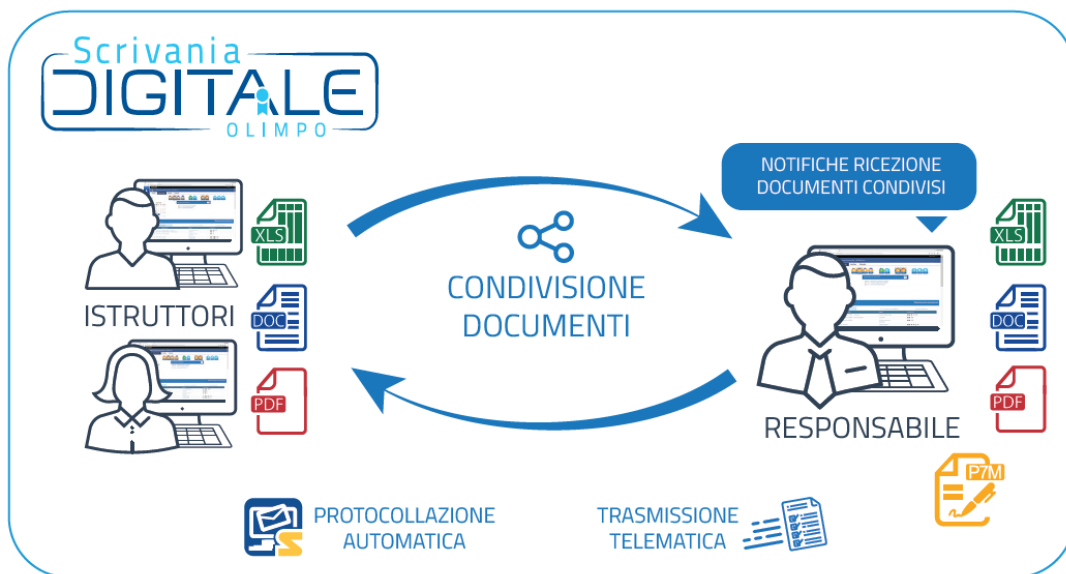 Scrivania
DIGITALE
OLIMPO
NOTIFICHE RICEZIONE
DOCUMENTI CONDIVISI
XLS
ISTRUTTORI
DOC
PDF
CONDIVISIONE
DOCUMENTI
XLS
DOC
PDF
RESPONSABILE
P7M
PROTOCOLLAZIONE
AUTOMATICA
TRASMISSIONE
TELEMATICA